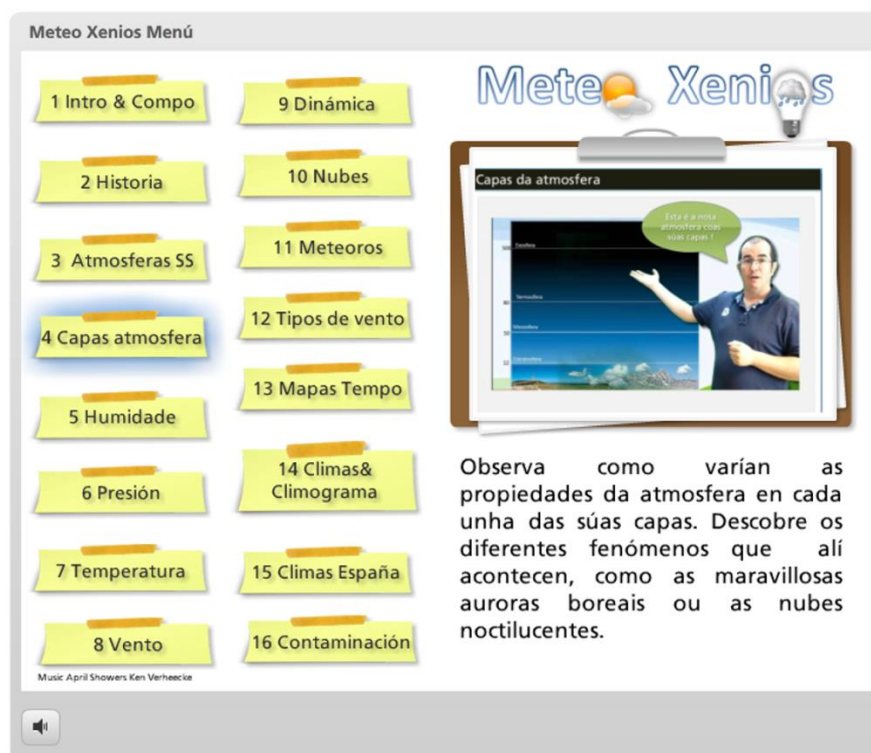 Meteo Xenios Menú
1 Intro & Compo
2 Historia
3 Atmosferas SS
4 Capas atmosfera
5 Humidade
6 Presión
7 Temperatura
8 Vento
Music April Showers Ken Verheecke
9 Dinámica
10 Nubes
11 Meteoros
12 Tipos de vento
13 Mapas Tempo
14 Climas&
Climograma
15 Climas España
16 Contaminación
Meteo Xenios
Capas da atmosfera
Esta é a nosa
atmosfera coas
súas capas !
Observa como varían as
propiedades da atmosfera en cada
unha das súas capas. Descobre os
diferentes fenómenos que alí
acontecen, como as maravillosas
auroras boreais ou as nubes
noctilucentes.